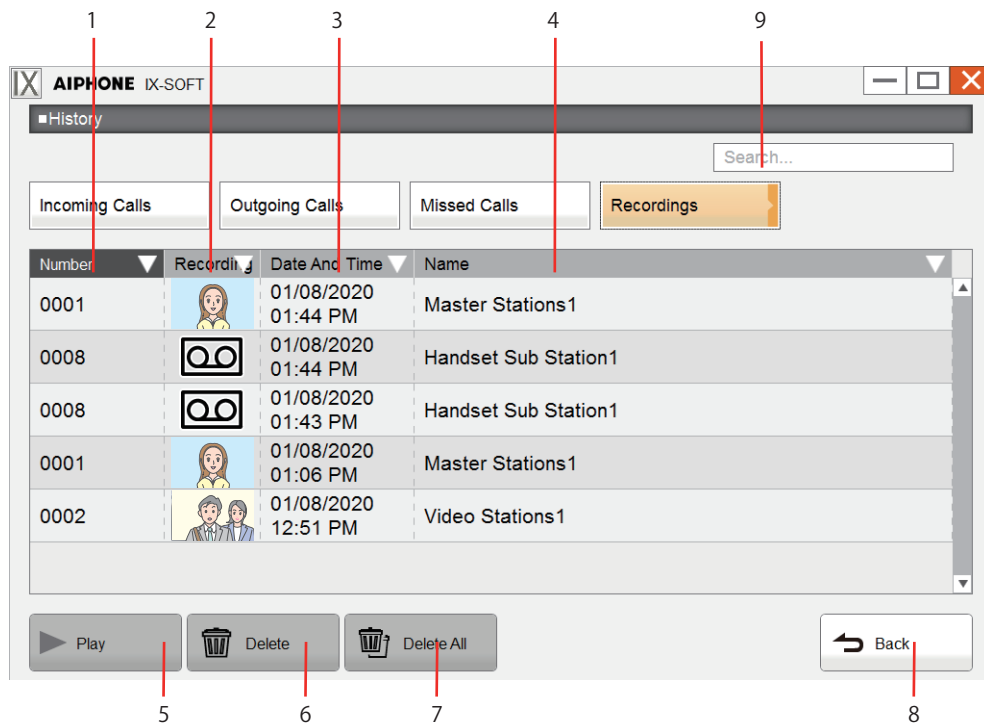 1 2 3 4 9
IX AIPHONE IX-SOFT
■History
Search...
Incoming Calls Outgoing Calls Missed Calls Recordings
Number Recording Date And Time Name
0001 01/08/2020 01:44 PM Master Stations1
0008 01/08/2020 01:44 PM Handset Sub Station1
0008 01/08/2020 01:43 PM Handset Sub Station1
0001 01/08/2020 01:06 PM Master Stations1
0002 01/08/2020 12:51 PM Video Stations1
Play Delete Delete All Back
5 6 7 8